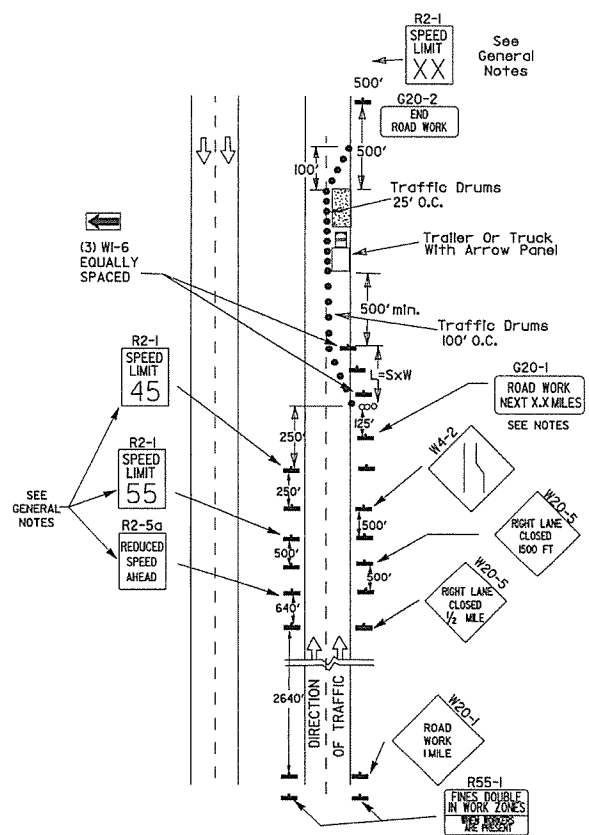 R2-1
SPEED
LIMIT
XX
See
General
Notes
500'
G20-2
END
ROAD WORK
500'
100'
Traffic Drums
25' O.C.
Trailer Or Truck
With Arrow Panel
(3) W1-6
EQUALLY
SPACED
500' min.
Traffic Drums
100' O.C.
R2-1
SPEED
LIMIT
45
L=SxW
G20-1
ROAD WORK
NEXT X.X MILES
SEE NOTES
125'
250'
W4-2
R2-1
SPEED
LIMIT
55
250'
SEE
GENERAL
NOTES
500'
W20-5
RIGHT LANE
CLOSED
1500 FT
R2-5a
REDUCED
SPEED
AHEAD
500'
500'
W20-5
RIGHT LANE
CLOSED
1/2 MILE
640'
2640'
DIRECTION
OF TRAFFIC
W20-1
ROAD
WORK
1 MILE
R55-1
FINES DOUBLE
IN WORK ZONES
WHEN WORKERS
ARE PRESENT